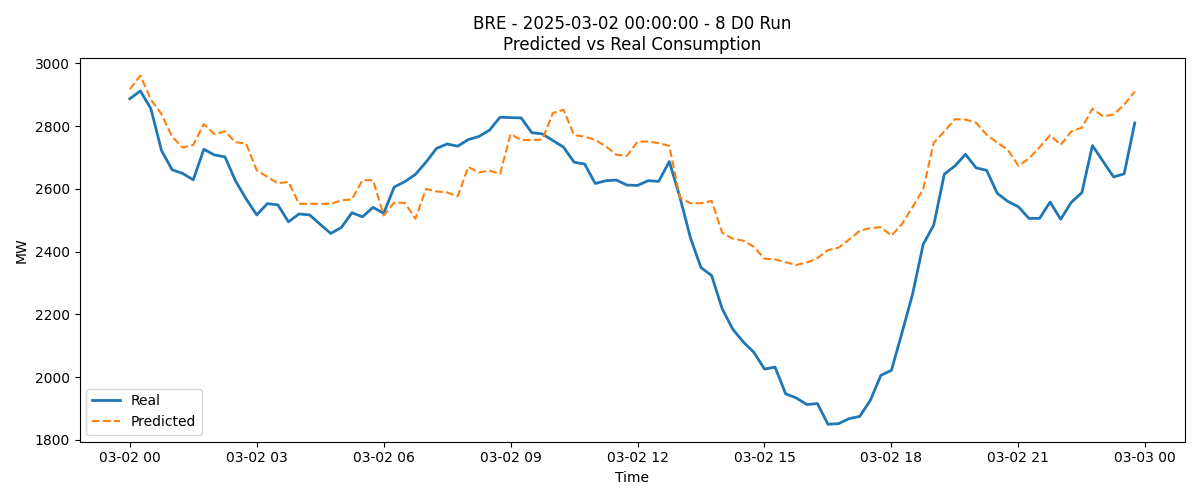 BRE - 2025-03-02 00:00:00 - 8 D0 Run
Predicted vs Real Consumption
MW
3000
2800
2600
2400
2200
2000
1800
Real
Predicted
03-02 00 03-02 03 03-02 06 03-02 09 03-02 12 03-02 15 03-02 18 03-02 21 03-03 00
Time